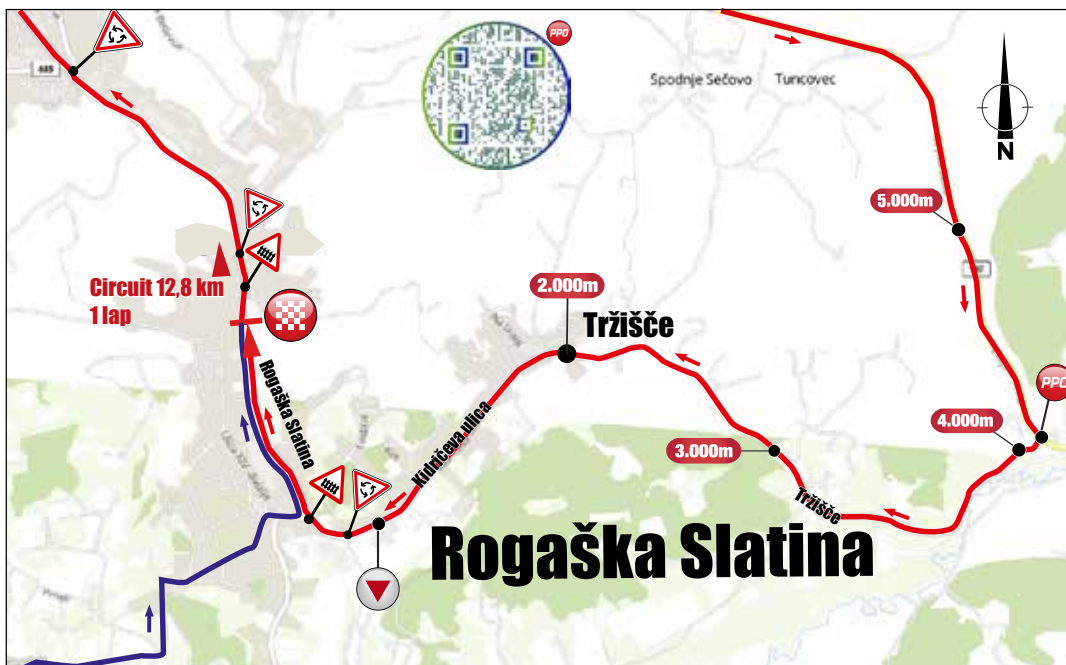 PPO
Spodnje Sečovo
Tuncovec
N
685
5.000m
Circuit 12,8 km
1 lap
2.000m
Tržišče
Rogaška Slatina
Kidričeva ulica
3.000m
4.000m
PPO
Tržišče
Rogaška Slatina